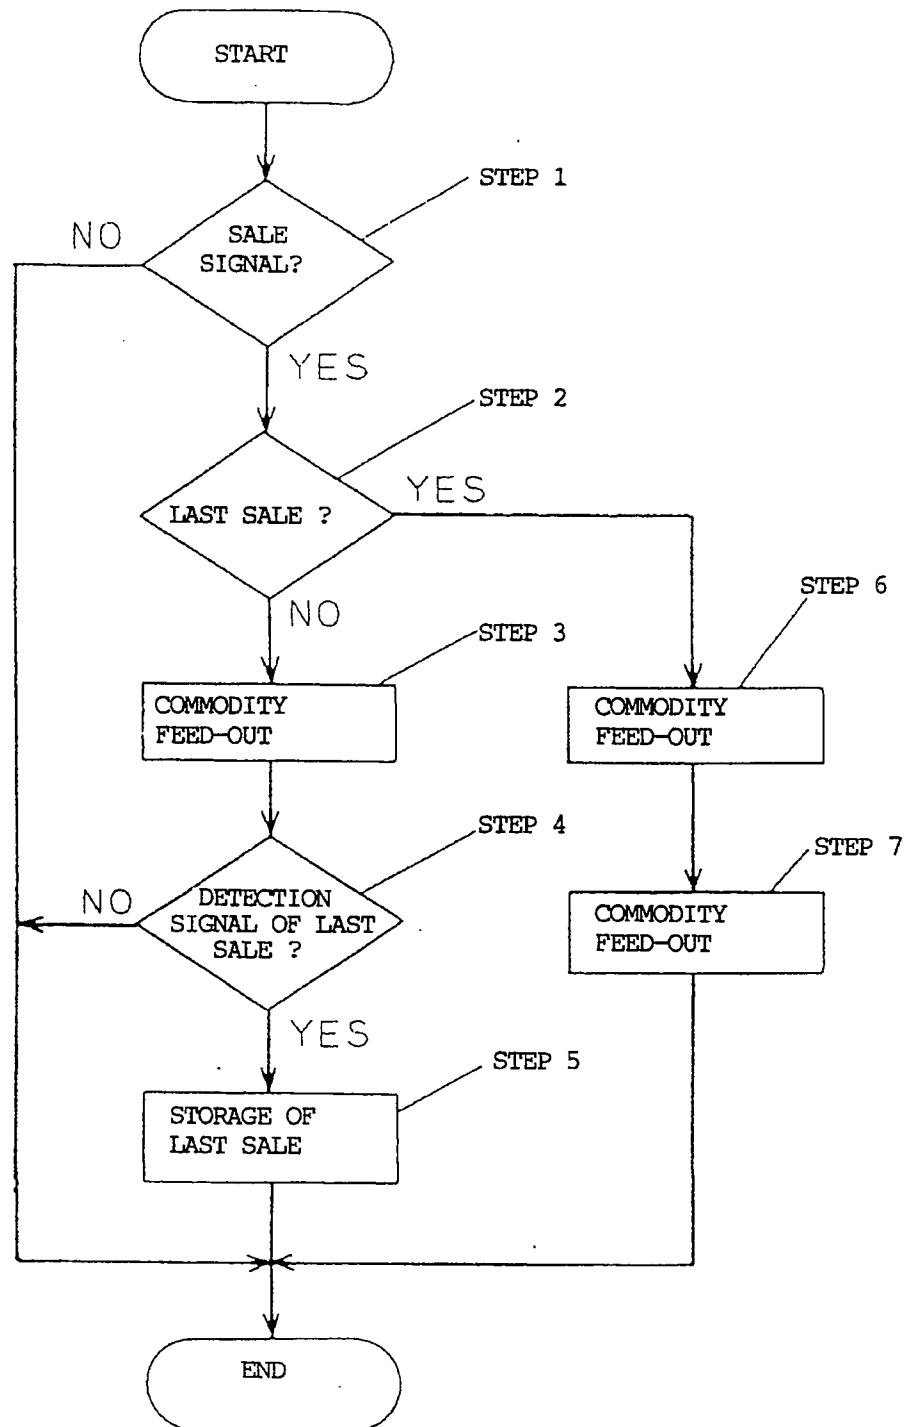 START
STEP 1
NO
SALE
SIGNAL?
YES
STEP 2
YES
LAST SALE ?
NO
STEP 6
STEP 3
COMMODITY
FEED-OUT
COMMODITY
FEED-OUT
STEP 4
STEP 7
NO
DETECTION
SIGNAL OF LAST
SALE ?
COMMODITY
FEED-OUT
YES
STEP 5
STORAGE OF
LAST SALE
END